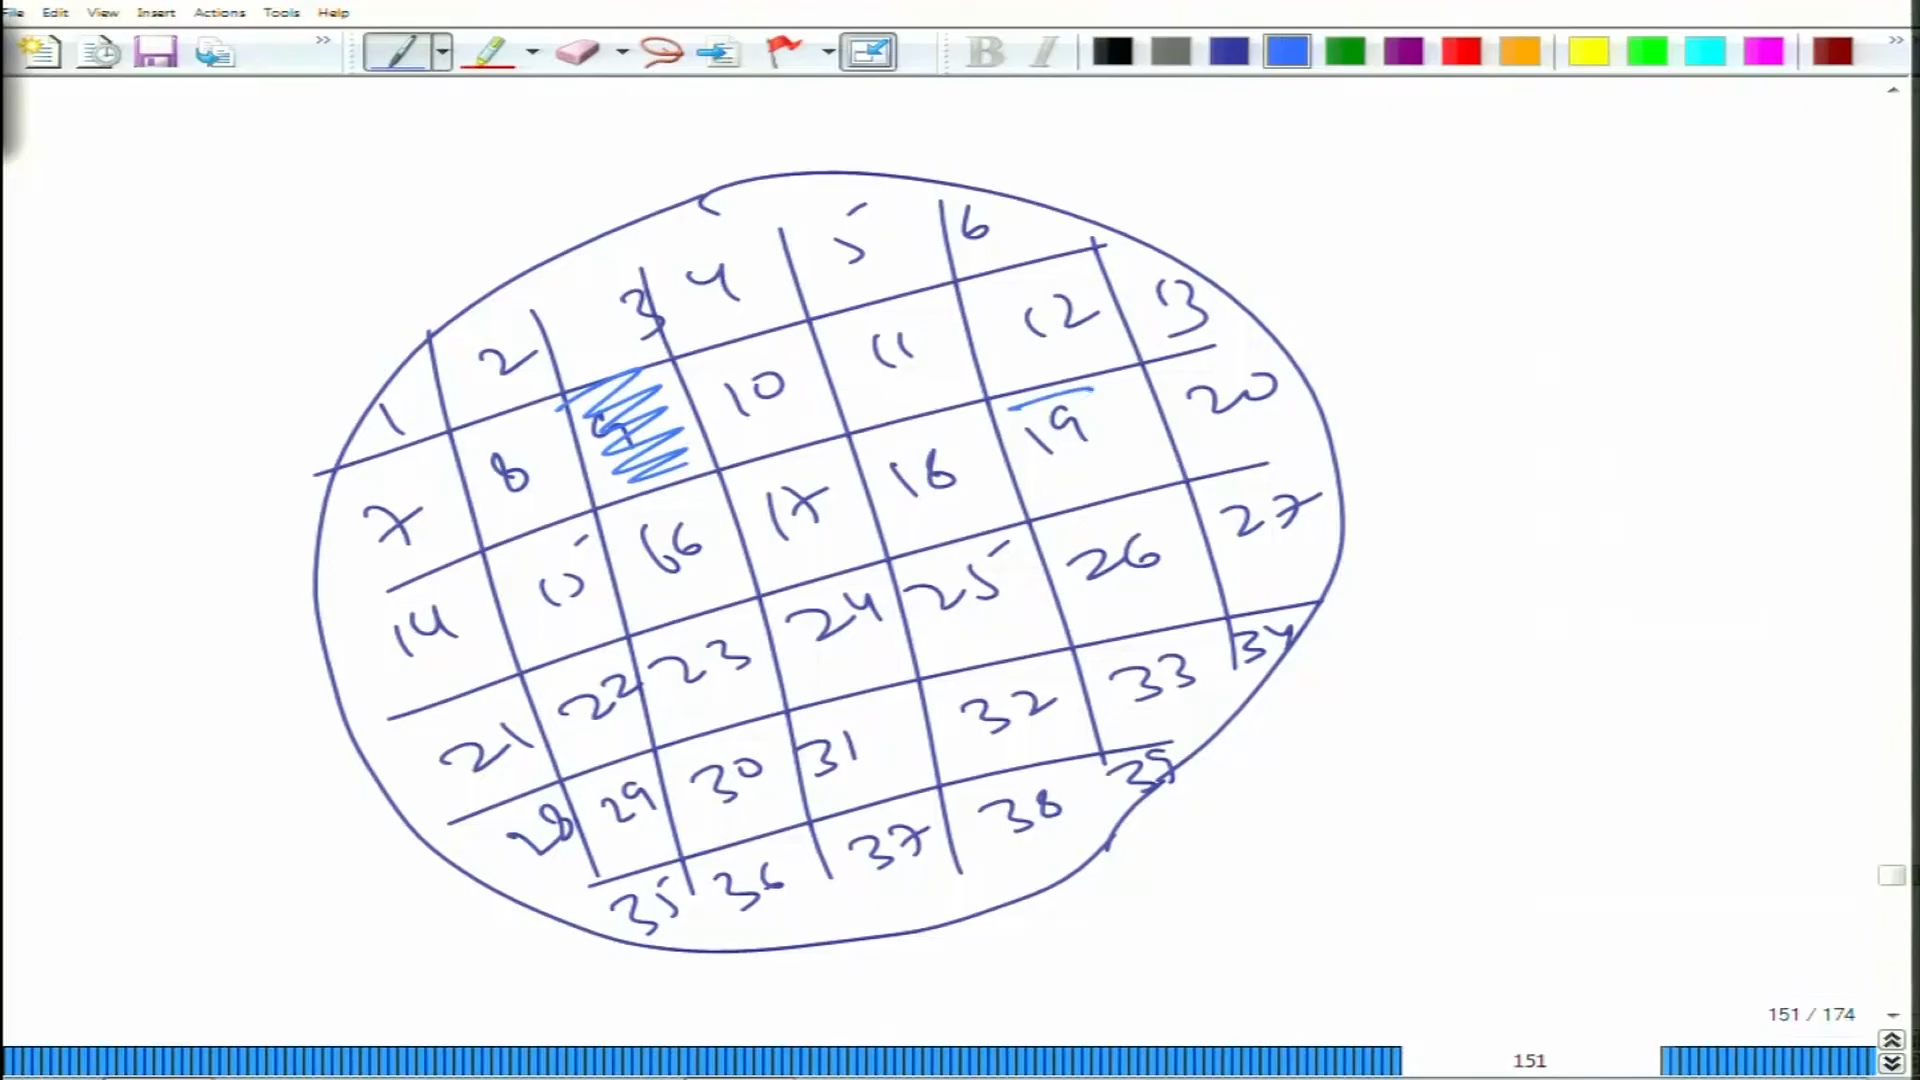 File Edit View Insert Actions Tools Help
B I
1 2 3 4 5 6
7 8 9 10 11 12 13
14 15 16 17 18 19 20
21 22 23 24 25 26 27
28 29 30 31 32 33 34
35 36 37 38 39
151 / 174
151